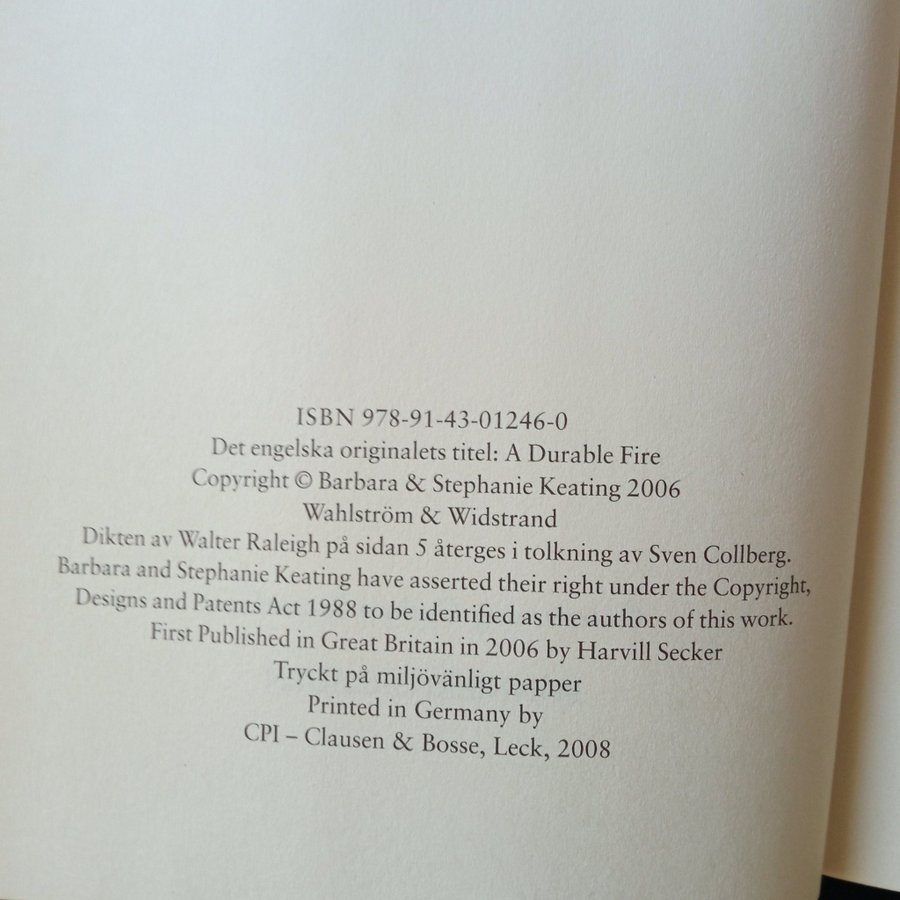 ISBN 978-91-43-01246-0
Det engelska originalets titel: A Durable Fire
Copyright © Barbara & Stephanie Keating 2006
Wahlström & Widstrand
Dikten av Walter Raleigh på sidan 5 återges i tolkning av Sven Collberg.
Barbara and Stephanie Keating have asserted their right under the Copyright,
Designs and Patents Act 1988 to be identified as the authors of this work.
First Published in Great Britain in 2006 by Harvill Secker
Tryckt på miljövänligt papper
Printed in Germany by
CPI – Clausen & Bosse, Leck, 2008